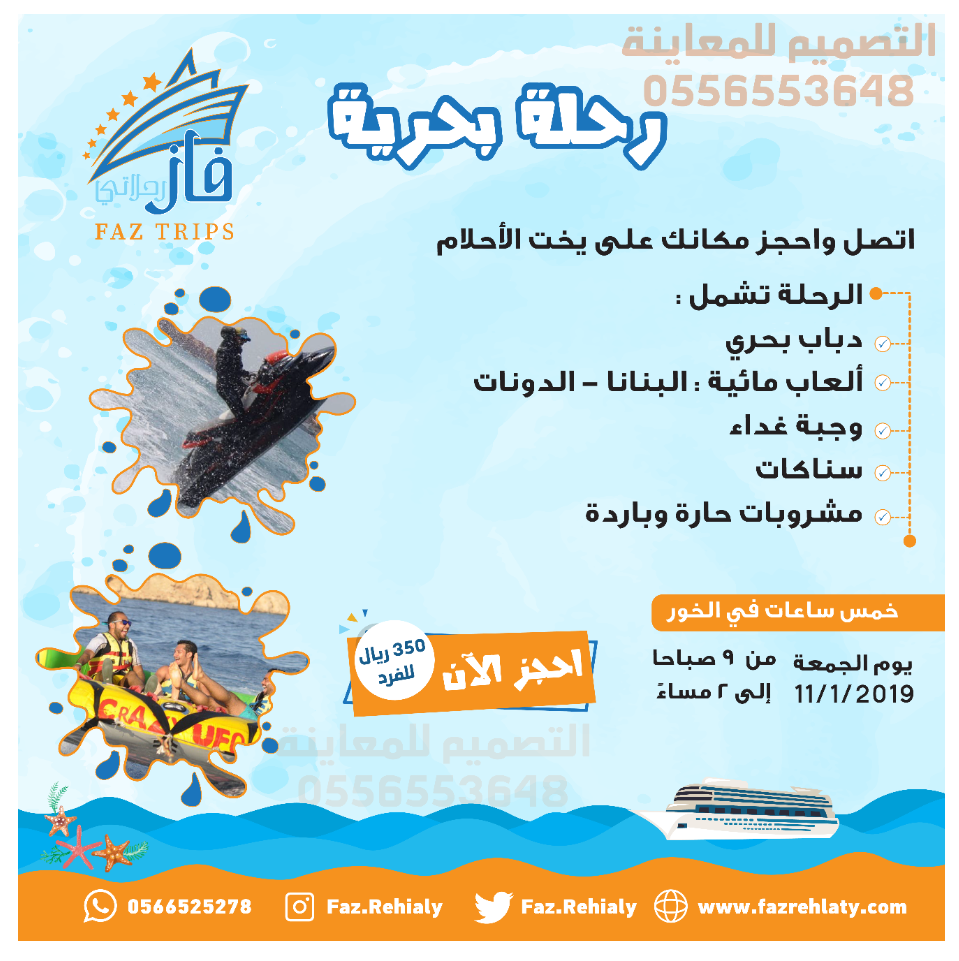 التصميم للمعاينة
0556553648
رحلة بحرية
فاز رحلاتي
FAZ TRIPS
اتصل واحجز مكانك على يخت الأحلام
الرحلة تشمل :
دباب بحري
ألعاب مائية : البنانا – الدونات
وجبة غداء
سناكات
مشروبات حارة وباردة
خمس ساعات في الخور
يوم الجمعة
11/1/2019
من ٩ صباحا
إلى ٢ مساءً
احجز الآن
350 ريال
للفرد
CRAZY UFO
التصميم للمعاينة
0556553648
0566525278
Faz.Rehialy
Faz.Rehialy
www.fazrehlaty.com